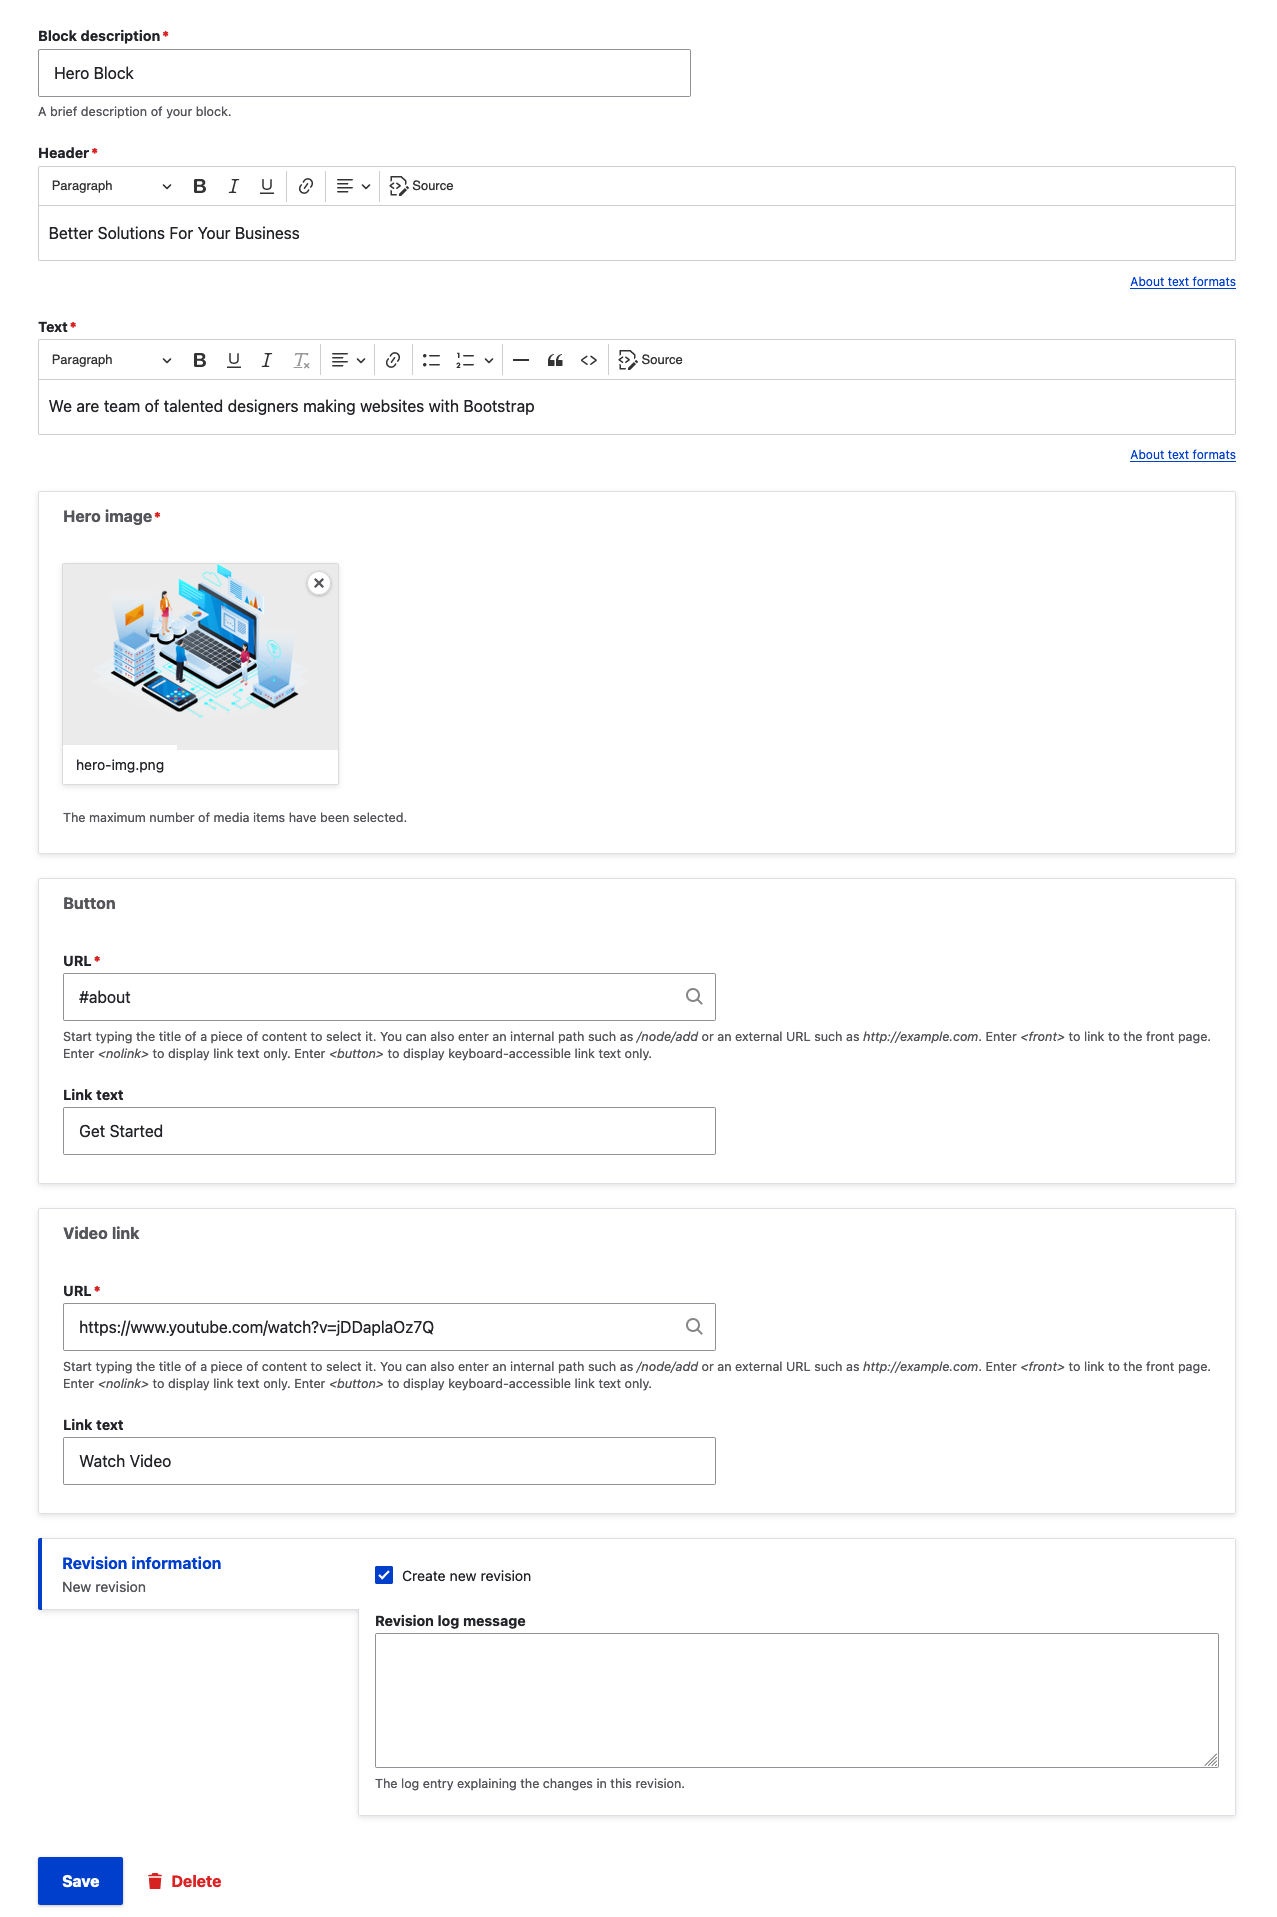 Block description*
Hero Block
A brief description of your block.
Header*
Paragraph B I U Source
Better Solutions For Your Business
About text formats
Text*
Paragraph B U I Tx Source
We are team of talented designers making websites with Bootstrap
About text formats
Hero image*
hero-img.png
The maximum number of media items have been selected.
Button
URL*
#about
Start typing the title of a piece of content to select it. You can also enter an internal path such as /node/add or an external URL such as http://example.com. Enter <front> to link to the front page.
Enter <nolink> to display link text only. Enter <button> to display keyboard-accessible link text only.
Link text
Get Started
Video link
URL*
https://www.youtube.com/watch?v=jDDaplaOz7Q
Start typing the title of a piece of content to select it. You can also enter an internal path such as /node/add or an external URL such as http://example.com. Enter <front> to link to the front page.
Enter <nolink> to display link text only. Enter <button> to display keyboard-accessible link text only.
Link text
Watch Video
Revision information
New revision
Create new revision
Revision log message
The log entry explaining the changes in this revision.
Save Delete